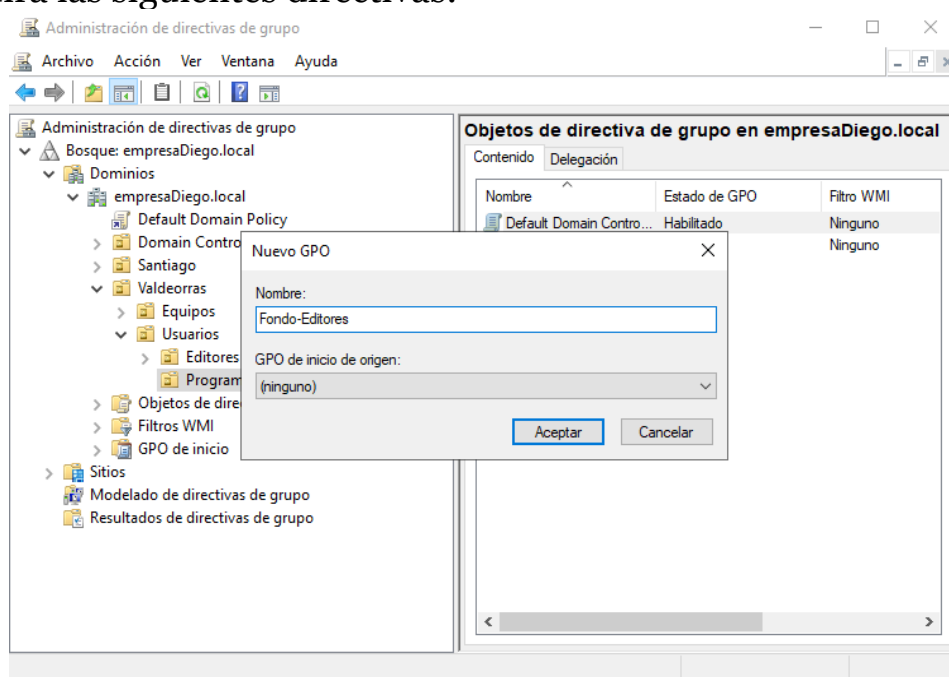 las siguientes directivas:
Administración de directivas de grupo
Archivo Acción Ver Ventana Ayuda
Administración de directivas de grupo
Bosque: empresaDiego.local
Dominios
empresaDiego.local
Default Domain Policy
Domain Contro
Santiago
Valdeorras
Equipos
Usuarios
Editores
Program
Objetos de dire
Filtros WMI
GPO de inicio
Sitios
Modelado de directivas de grupo
Resultados de directivas de grupo
Objetos de directiva de grupo en empresaDiego.local
Contenido Delegación
Nombre Estado de GPO Filtro WMI
Default Domain Contro... Habilitado Ninguno
Ninguno
Nuevo GPO
Nombre:
Fondo-Editores
GPO de inicio de origen:
(ninguno)
Aceptar Cancelar